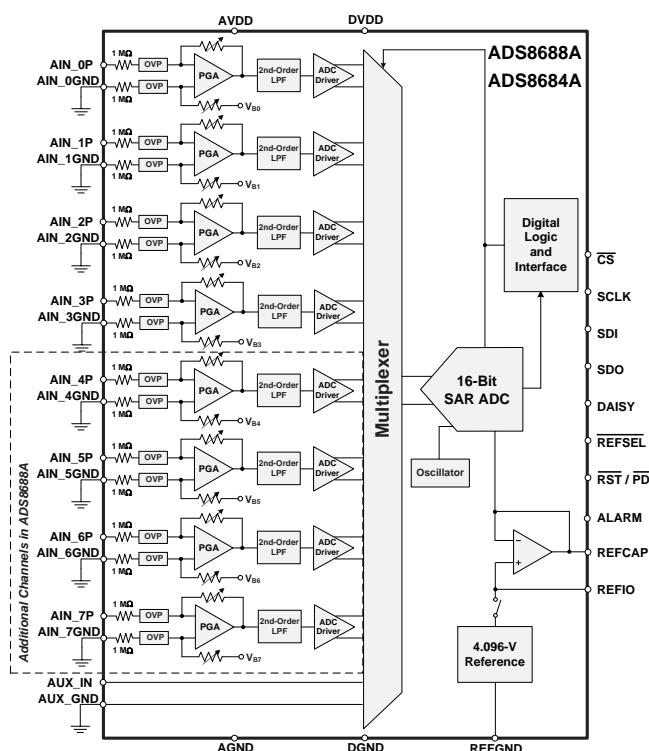 AVDD
DVDD
ADS8688A
ADS8684A
AIN_0P
1 MΩ
OVP
AIN_0GND
1 MΩ
OVP
PGA
2nd-Order
LPF
ADC
Driver
VB0
AIN_1P
1 MΩ
OVP
AIN_1GND
1 MΩ
OVP
PGA
2nd-Order
LPF
ADC
Driver
VB1
AIN_2P
1 MΩ
OVP
AIN_2GND
1 MΩ
OVP
PGA
2nd-Order
LPF
ADC
Driver
VB2
AIN_3P
1 MΩ
OVP
AIN_3GND
1 MΩ
OVP
PGA
2nd-Order
LPF
ADC
Driver
VB3
Additional Channels in ADS8688A
AIN_4P
1 MΩ
OVP
AIN_4GND
1 MΩ
OVP
PGA
2nd-Order
LPF
ADC
Driver
VB4
AIN_5P
1 MΩ
OVP
AIN_5GND
1 MΩ
OVP
PGA
2nd-Order
LPF
ADC
Driver
VB5
AIN_6P
1 MΩ
OVP
AIN_6GND
1 MΩ
OVP
PGA
2nd-Order
LPF
ADC
Driver
VB6
AIN_7P
1 MΩ
OVP
AIN_7GND
1 MΩ
OVP
PGA
2nd-Order
LPF
ADC
Driver
VB7
AUX_IN
AUX_GND
Multiplexer
Digital
Logic
and
Interface
16-Bit
SAR ADC
Oscillator
4.096-V
Reference
CS
SCLK
SDI
SDO
DAISY
REFSEL
RST / PD
ALARM
REFCAP
REFIO
AGND
DGND
REFGND